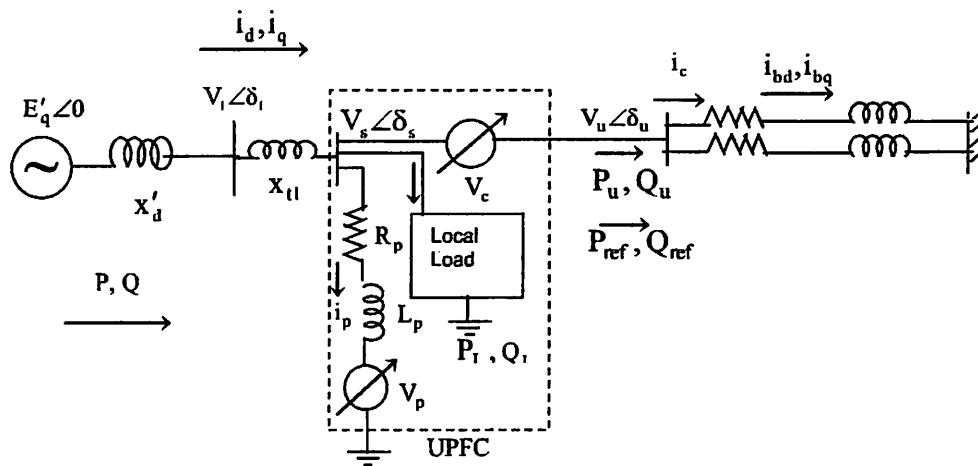 i_d, i_q
E'_q∠0
V_t∠δ_t
x'_d
x_tl
P, Q
V_s∠δ_s
V_c
R_p
i_p
L_p
V_p
Local
Load
P_L, Q_L
UPFC
V_u∠δ_u
P_u, Q_u
P_ref, Q_ref
i_c
i_bd, i_bq